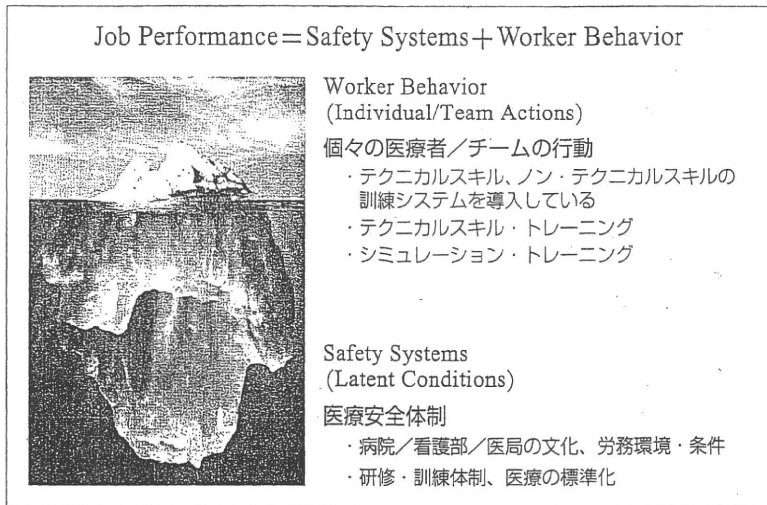 Job Performance＝Safety Systems＋Worker Behavior
Worker Behavior
(Individual/Team Actions)
個々の医療者／チームの行動
・テクニカルスキル、ノン・テクニカルスキルの
訓練システムを導入している
・テクニカルスキル・トレーニング
・シミュレーション・トレーニング
Safety Systems
(Latent Conditions)
医療安全体制
・病院／看護部／医局の文化、労務環境・条件
・研修・訓練体制、医療の標準化